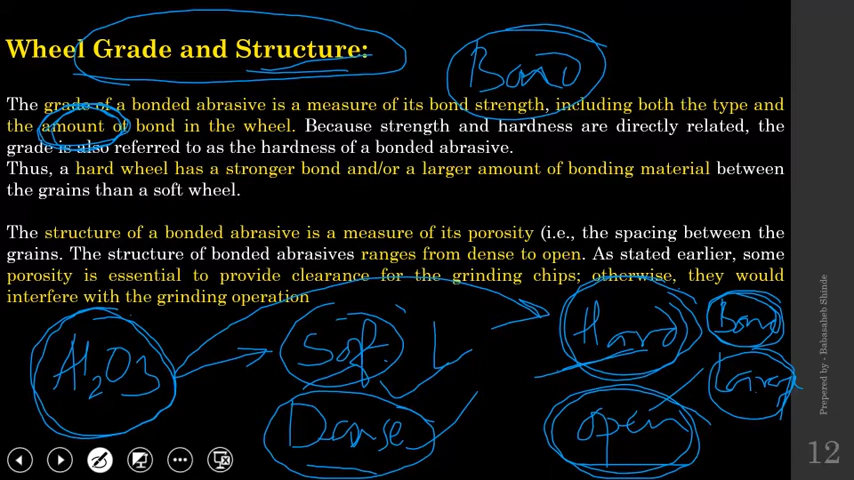 Wheel Grade and Structure:
Bond
The grade of a bonded abrasive is a measure of its bond strength, including both the type and
the amount of bond in the wheel. Because strength and hardness are directly related, the
grade is also referred to as the hardness of a bonded abrasive.
Thus, a hard wheel has a stronger bond and/or a larger amount of bonding material between
the grains than a soft wheel.
The structure of a bonded abrasive is a measure of its porosity (i.e., the spacing between the
grains. The structure of bonded abrasives ranges from dense to open. As stated earlier, some
porosity is essential to provide clearance for the grinding chips; otherwise, they would
interfere with the grinding operation
Al2O3
Soft
Hard
Bond
Dense
open
Prepered by - Babasaheb Shinde
12